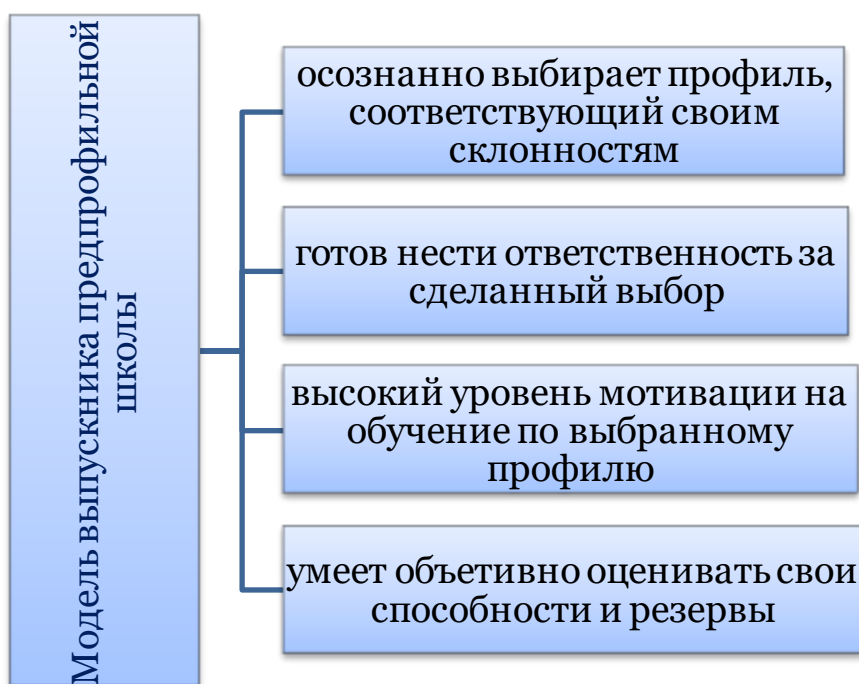 Модель выпускника предпрофильной
школы
осознанно выбирает профиль,
соответствующий своим
склонностям
готов нести ответственность за
сделанный выбор
высокий уровень мотивации на
обучение по выбранному
профилю
умеет объетивно оценивать свои
способности и резервы